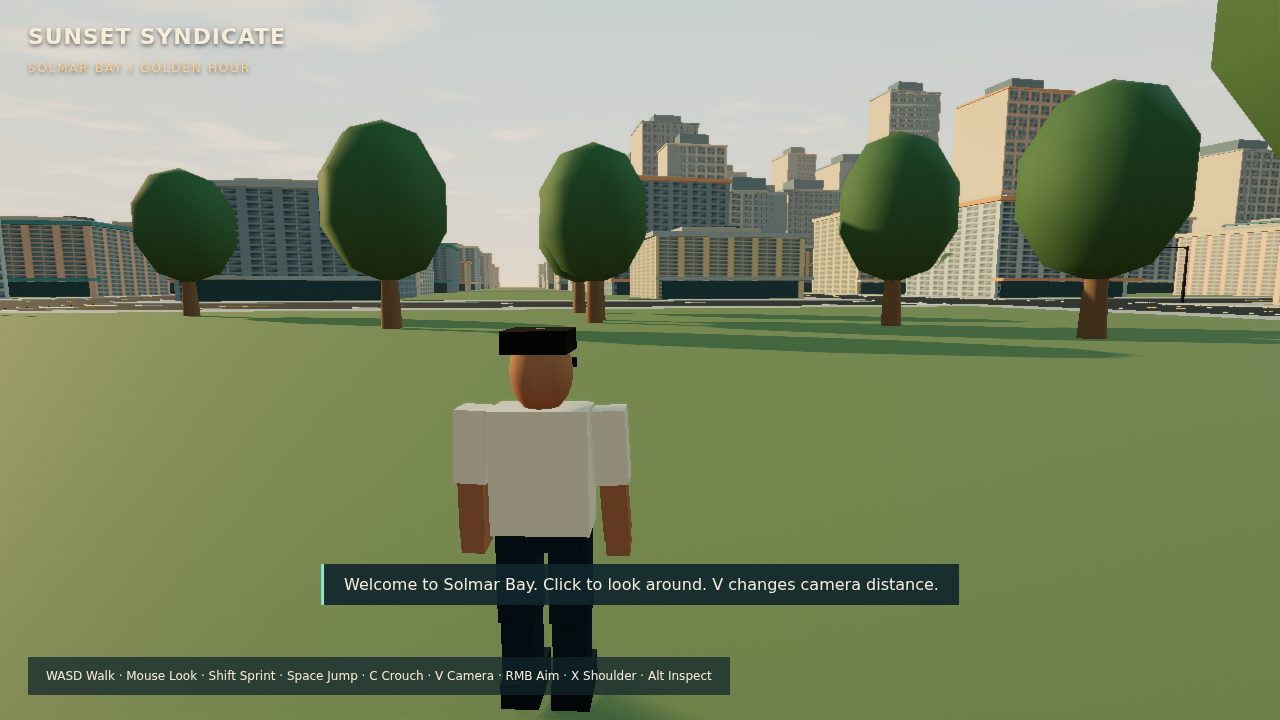 SUNSET SYNDICATE
SOLMAR BAY / GOLDEN HOUR
Welcome to Solmar Bay. Click to look around. V changes camera distance.
WASD Walk · Mouse Look · Shift Sprint · Space Jump · C Crouch · V Camera · RMB Aim · X Shoulder · Alt Inspect